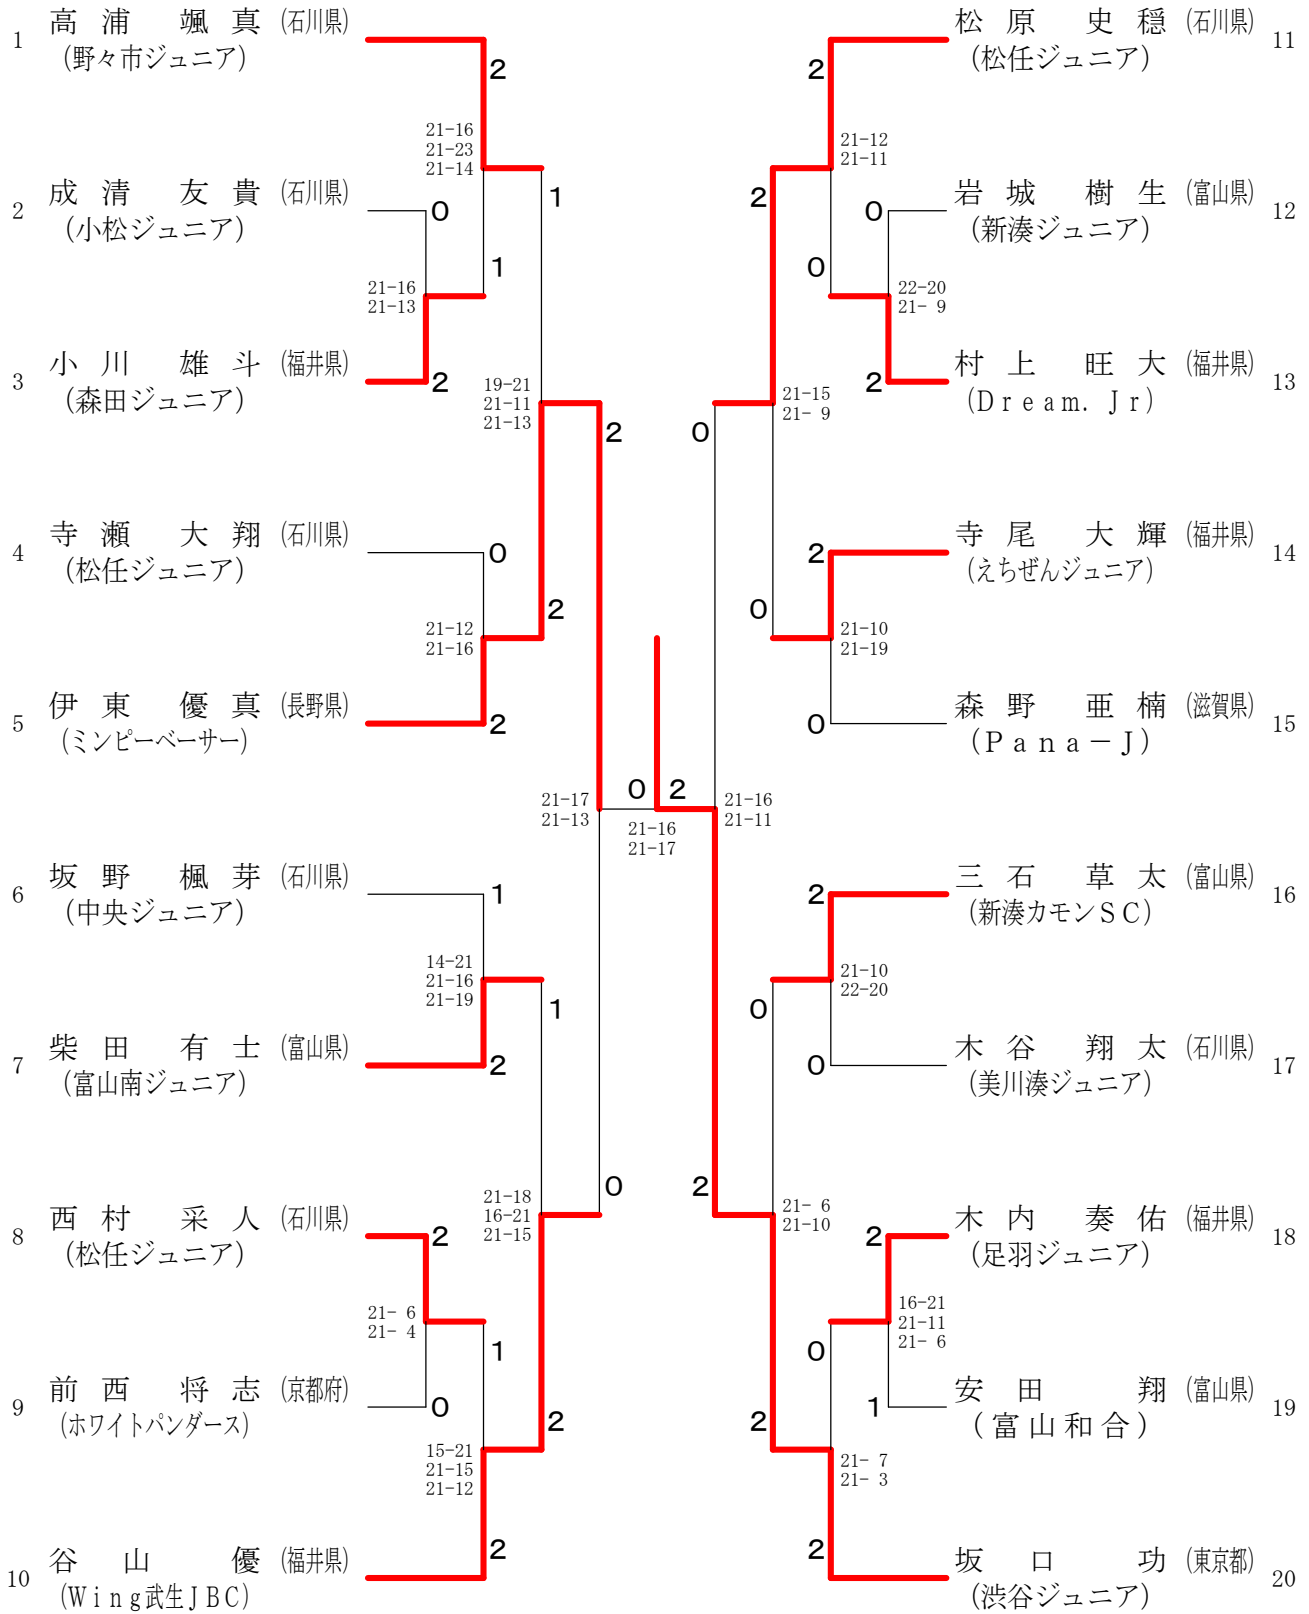 1 高浦 颯真 (石川県)
(野々市ジュニア)
2
21-16
21-23
21-14
1
2 成清 友貴 (石川県)
(小松ジュニア)
0
1
21-16
21-13
3 小川 雄斗 (福井県)
(森田ジュニア)
2
19-21
21-11
21-13
2
4 寺瀬 大翔 (石川県)
(松任ジュニア)
0
2
21-12
21-16
5 伊東 優真 (長野県)
(ミンピーベーサー)
2
21-17
21-13
0 2
21-16
21-17
6 坂野 楓芽 (石川県)
(中央ジュニア)
1
14-21
21-16
21-19
1
7 柴田 有士 (富山県)
(富山南ジュニア)
2
21-18
16-21
21-15
0
8 西村 采人 (石川県)
(松任ジュニア)
2
21- 6
21- 4
1
9 前西 将志 (京都府)
(ホワイトパンダース)
0
2
15-21
21-15
21-12
10 谷山 優 (福井県)
(Wing武生JBC)
2
松原 史穏 (石川県) 11
(松任ジュニア)
2
21-12
21-11
2
岩城 樹生 (富山県) 12
(新湊ジュニア)
0
0
22-20
21- 9
村上 旺大 (福井県) 13
(Dream. Jr)
2
21-15
21- 9
0
寺尾 大輝 (福井県) 14
(えちぜんジュニア)
2
0
21-10
21-19
森野 亜楠 (滋賀県) 15
(Pana－J)
0
21-16
21-11
三石 草太 (富山県) 16
(新湊カモンSC)
2
21-10
22-20
0
木谷 翔太 (石川県) 17
(美川湊ジュニア)
0
2
21- 6
21-10
木内 奏佑 (福井県) 18
(足羽ジュニア)
2
16-21
21-11
21- 6
0
安田 翔 (富山県) 19
(富山和合)
1
2
21- 7
21- 3
坂口 功 (東京都) 20
(渋谷ジュニア)
2